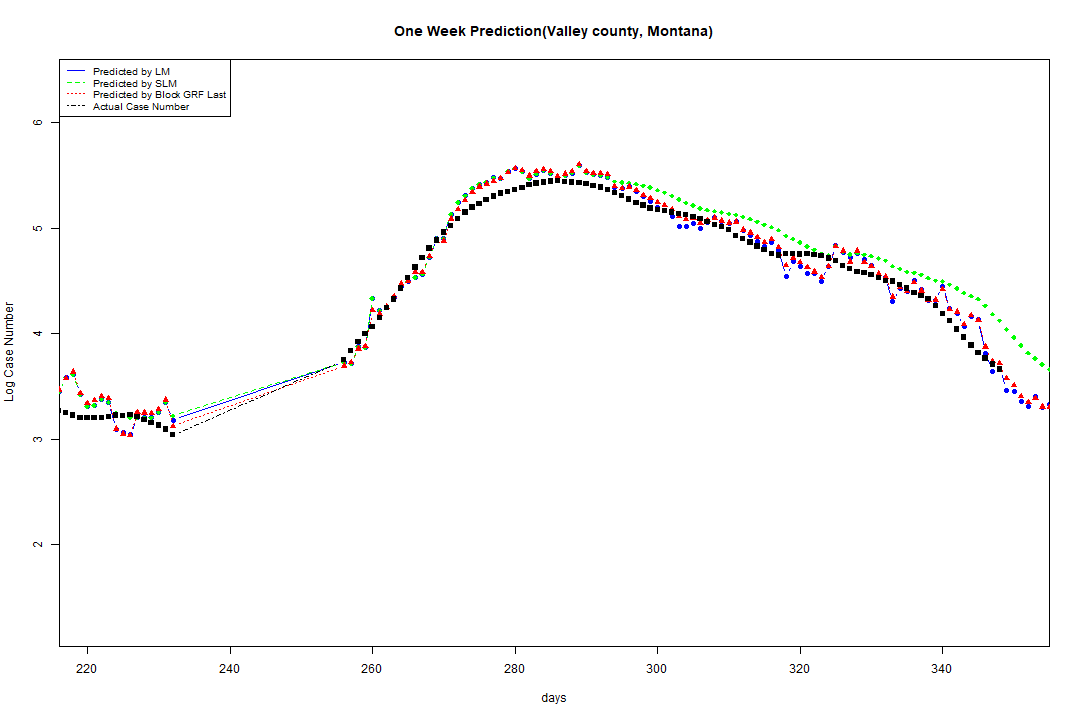 One Week Prediction(Valley county, Montana)
Predicted by LM
Predicted by SLM
Predicted by Block GRF Last
Actual Case Number
6
5
4
3
2
Log Case Number
220 240 260 280 300 320 340
days